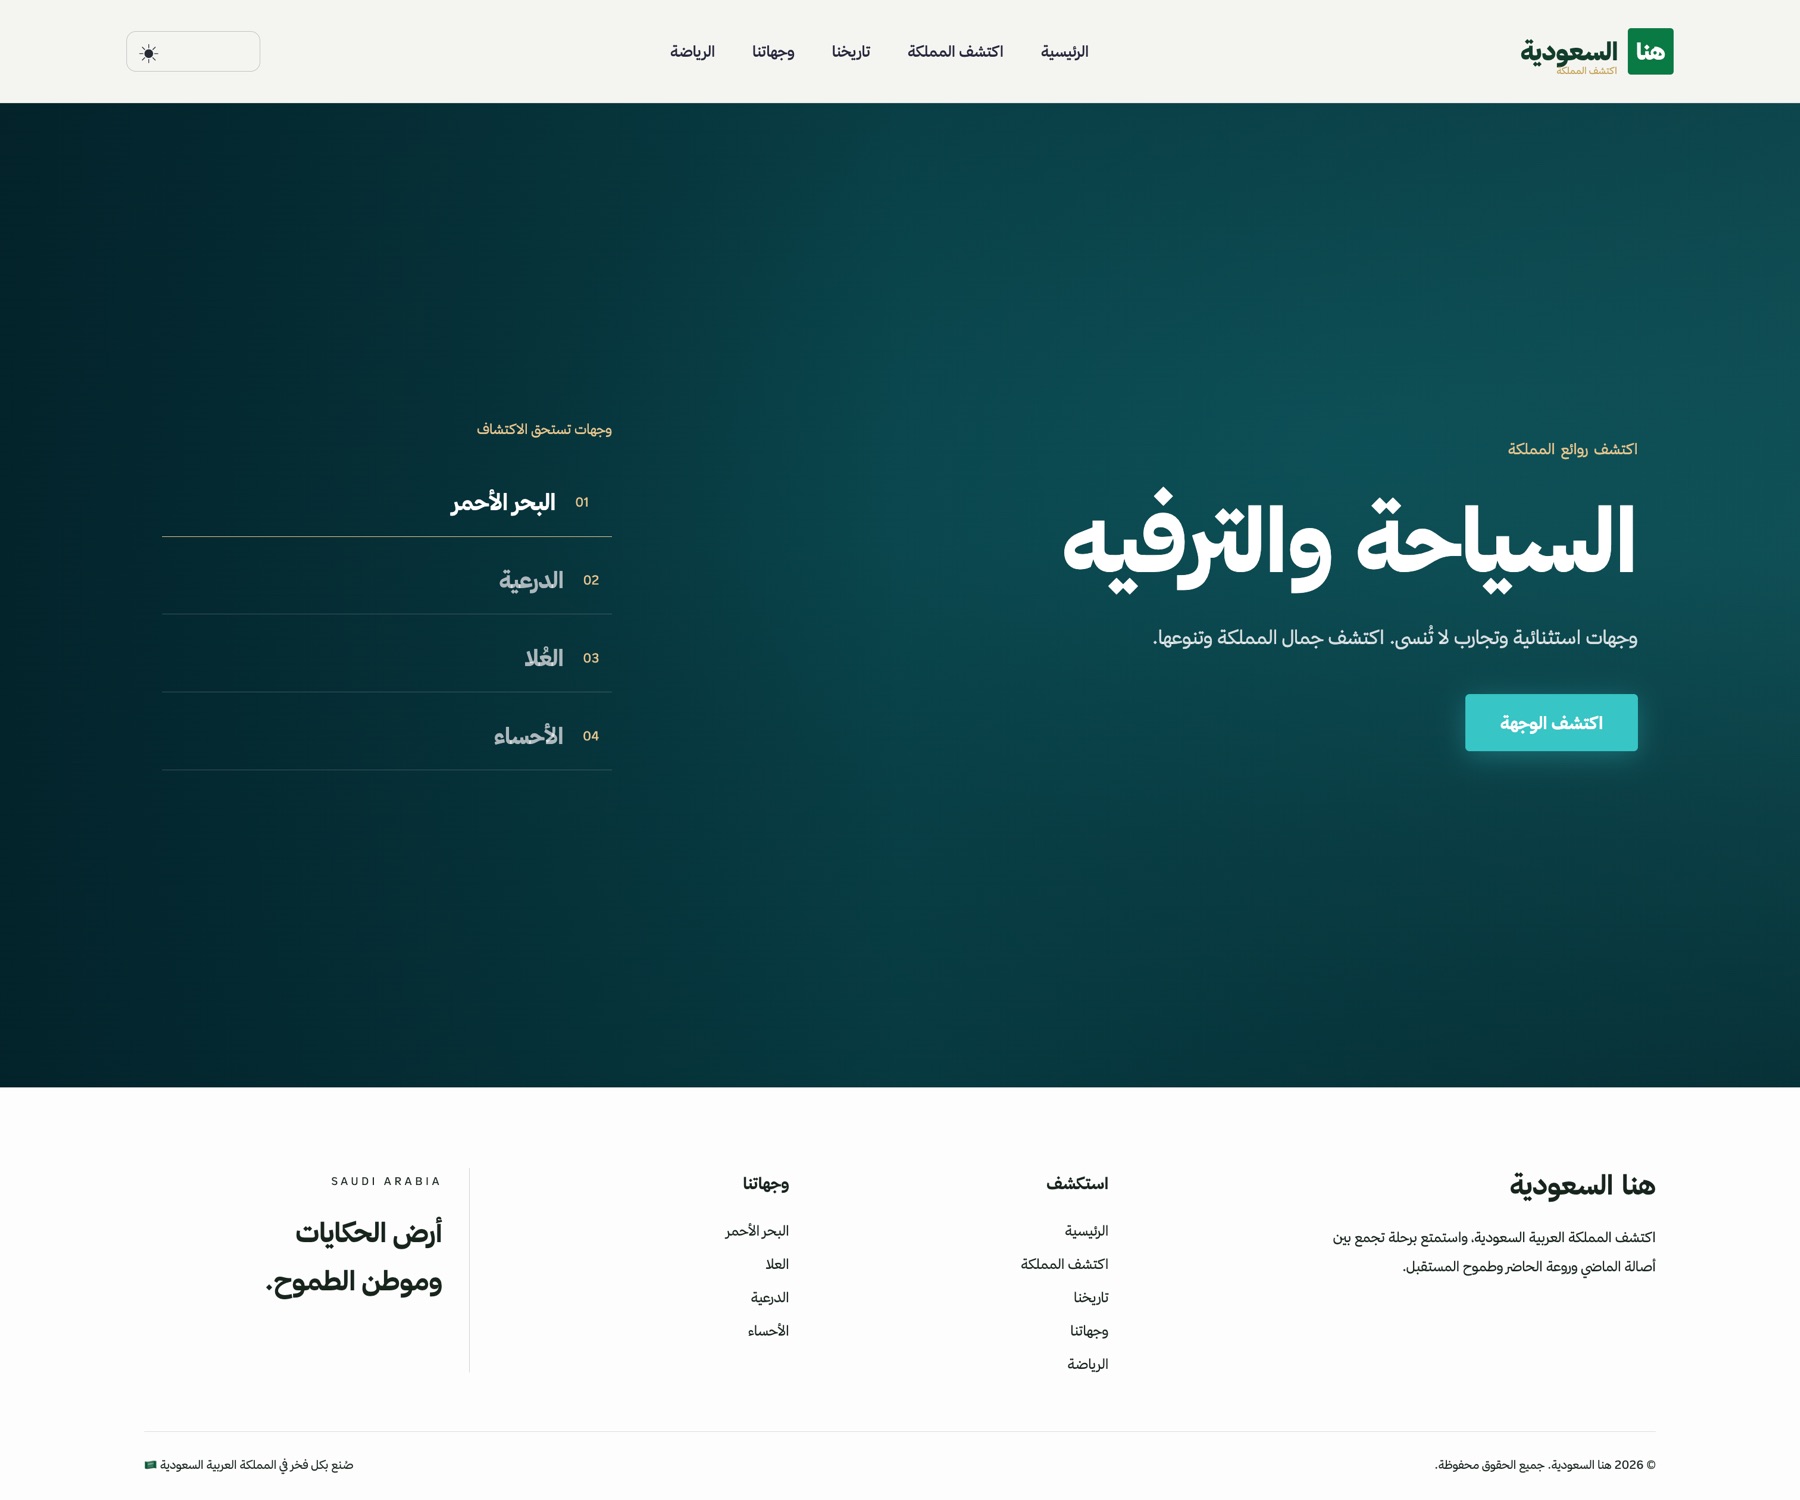 هنا
السعودية
اكتشف المملكة
الرئيسية
اكتشف المملكة
تاريخنا
وجهاتنا
الرياضة
اكتشف روائع المملكة
السياحة والترفيه
وجهات استثنائية وتجارب لا تُنسى. اكتشف جمال المملكة وتنوعها.
اكتشف الوجهة
وجهات تستحق الاكتشاف
01 البحر الأحمر
02 الدرعية
03 العُلا
04 الأحساء
هنا السعودية
اكتشف المملكة العربية السعودية، واستمتع برحلة تجمع بين
أصالة الماضي وروعة الحاضر وطموح المستقبل.
استكشف
الرئيسية
اكتشف المملكة
تاريخنا
وجهاتنا
الرياضة
وجهاتنا
البحر الأحمر
العلا
الدرعية
الأحساء
SAUDI ARABIA
أرض الحكايات
وموطن الطموح.
© 2026 هنا السعودية. جميع الحقوق محفوظة.
صُنع بكل فخر في المملكة العربية السعودية 🇸🇦